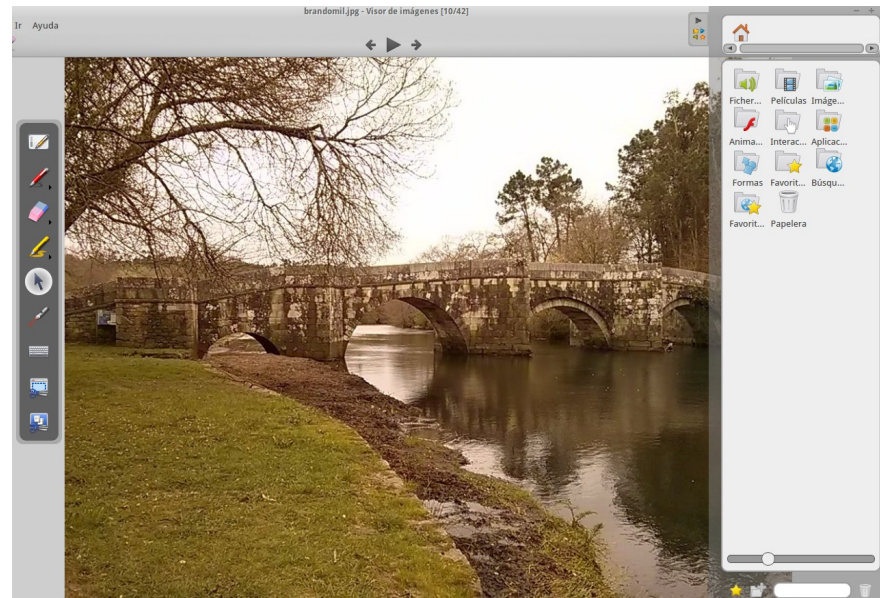 brandomil.jpg - Visor de imágenes [10/42]
Ir Ayuda
Ficher... Películas Imáge...
Anima... Interac... Aplicac...
Formas Favorit... Búsqu...
Favorit... Papelera